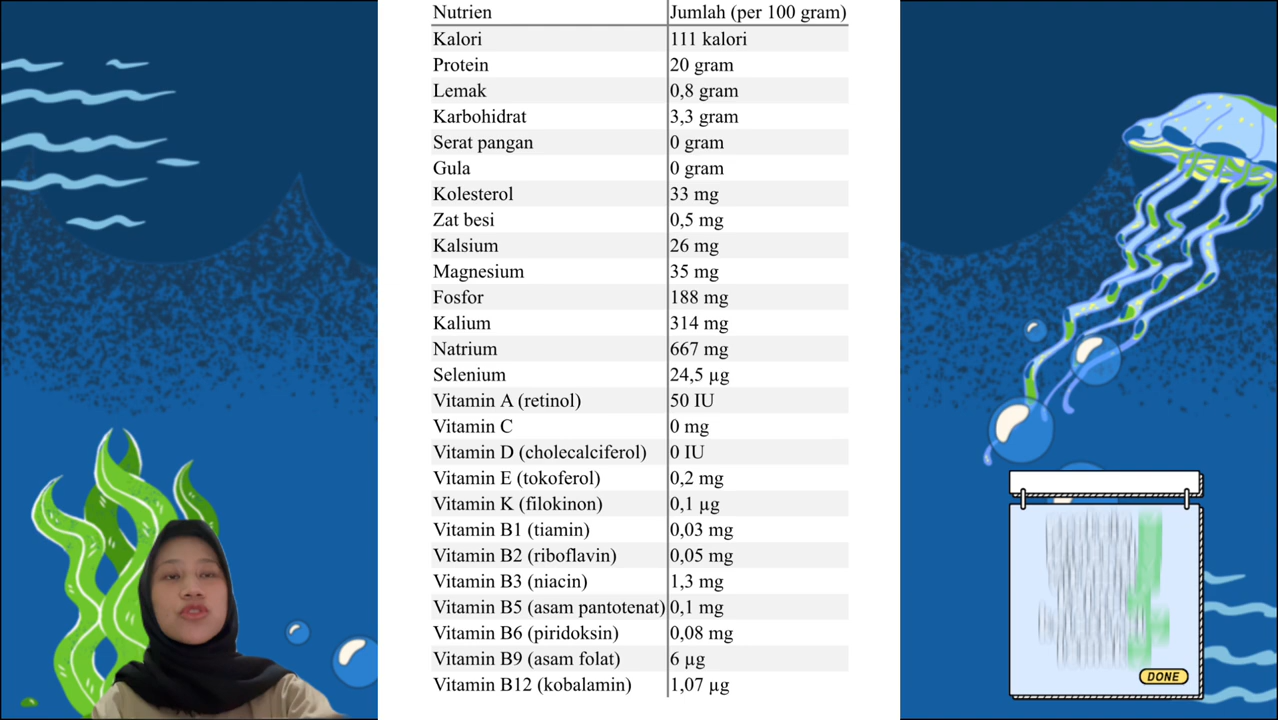 Nutrien Jumlah (per 100 gram)
Kalori 111 kalori
Protein 20 gram
Lemak 0,8 gram
Karbohidrat 3,3 gram
Serat pangan 0 gram
Gula 0 gram
Kolesterol 33 mg
Zat besi 0,5 mg
Kalsium 26 mg
Magnesium 35 mg
Fosfor 188 mg
Kalium 314 mg
Natrium 667 mg
Selenium 24,5 µg
Vitamin A (retinol) 50 IU
Vitamin C 0 mg
Vitamin D (cholecalciferol) 0 IU
Vitamin E (tokoferol) 0,2 mg
Vitamin K (filokinon) 0,1 µg
Vitamin B1 (tiamin) 0,03 mg
Vitamin B2 (riboflavin) 0,05 mg
Vitamin B3 (niacin) 1,3 mg
Vitamin B5 (asam pantotenat) 0,1 mg
Vitamin B6 (piridoksin) 0,08 mg
Vitamin B9 (asam folat) 6 µg
Vitamin B12 (kobalamin) 1,07 µg
DONE